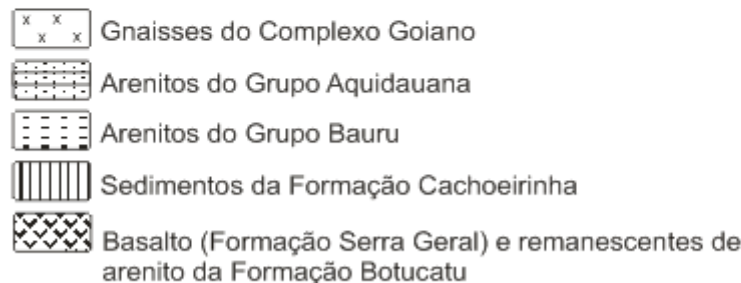 Gnaisses do Complexo Goiano
Arenitos do Grupo Aquidauana
Arenitos do Grupo Bauru
Sedimentos da Formação Cachoeirinha
Basalto (Formação Serra Geral) e remanescentes de
arenito da Formação Botucatu